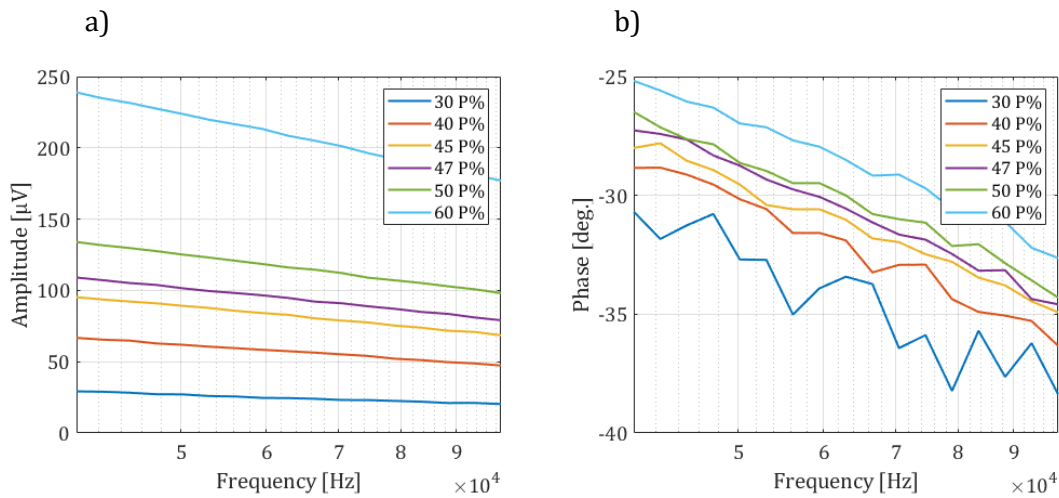 a)
250
200
150
100
50
0
Amplitude [µV]
30 P%
40 P%
45 P%
47 P%
50 P%
60 P%
5
6
7
8
9
Frequency [Hz]
×10⁴
b)
-25
-30
-35
-40
Phase [deg.]
30 P%
40 P%
45 P%
47 P%
50 P%
60 P%
5
6
7
8
9
Frequency [Hz]
×10⁴